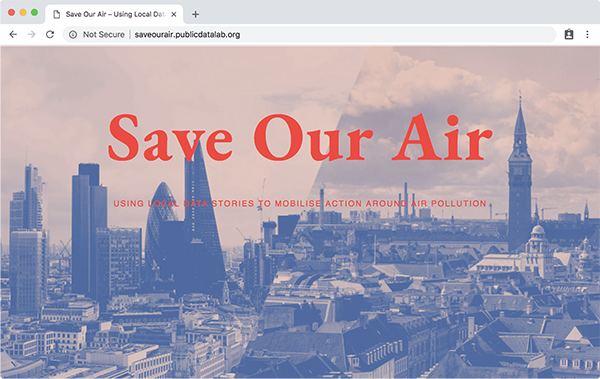 Save Our Air – Using Local Dat
Not Secure | saveourair.publicdatalab.org
Save Our Air
USING LOCAL DATA STORIES TO MOBILISE ACTION AROUND AIR POLLUTION